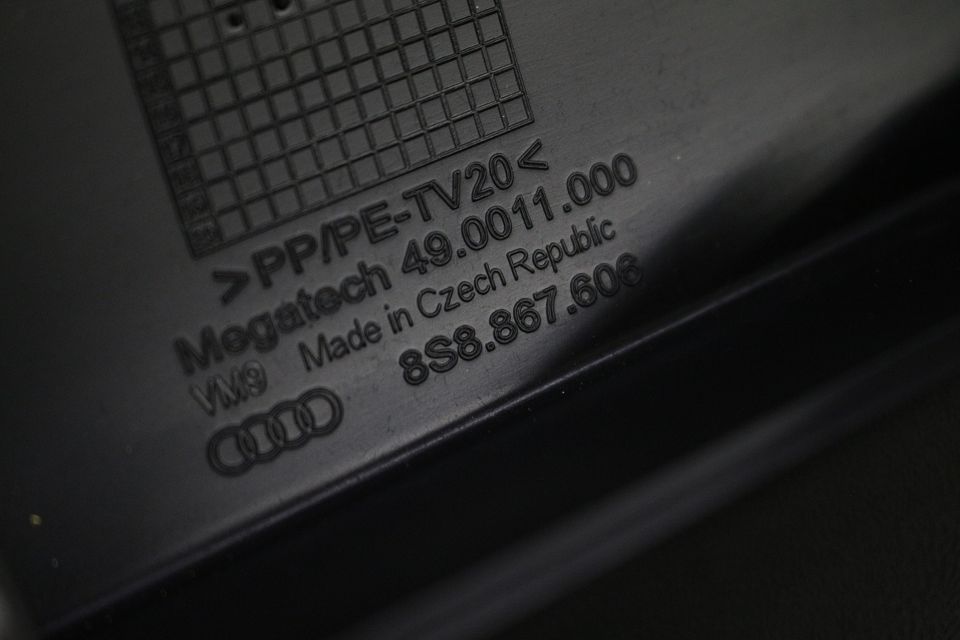 >PP/PE-TV20<
Megatech 49.0011.000
VM9 Made in Czech Republic
8S8.867.606